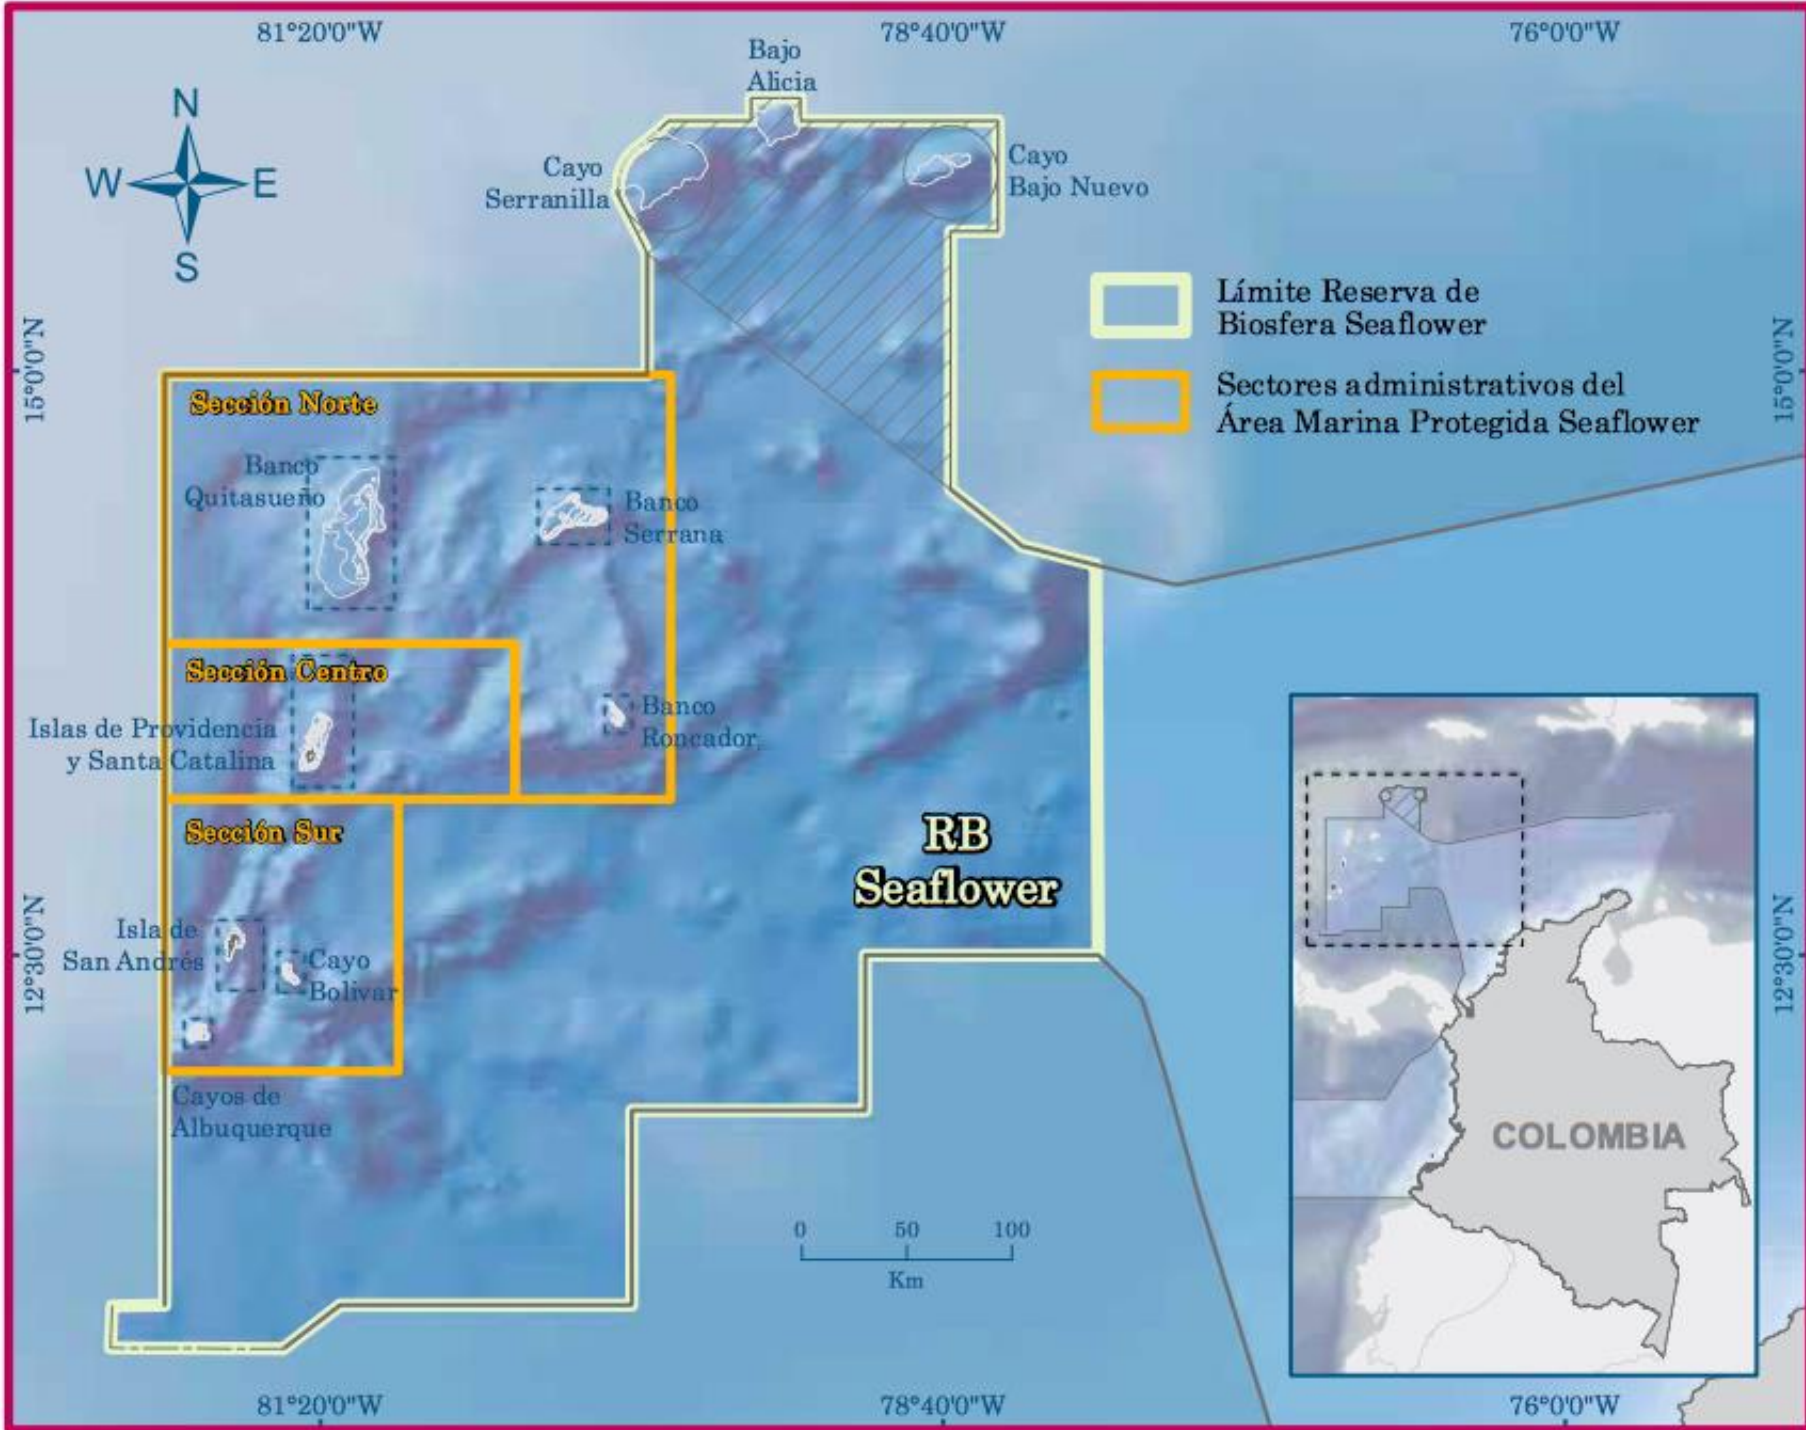 81°20'0"W
78°40'0"W
76°0'0"W
N
W
E
S
Bajo
Alicia
Cayo
Serranilla
Cayo
Bajo Nuevo
Límite Reserva de
Biosfera Seaflower
Sectores administrativos del
Área Marina Protegida Seaflower
15°0'0"N
15°0'0"N
Sección Norte
Banco
Quitasueño
Banco
Serrana
Sección Centro
Islas de Providencia
y Santa Catalina
Banco
Roncador
Sección Sur
RB
Seaflower
Isla de
San Andrés
Cayo
Bolivar
12°30'0"N
12°30'0"N
Cayos de
Albuquerque
COLOMBIA
0 50 100
Km
81°20'0"W
78°40'0"W
76°0'0"W